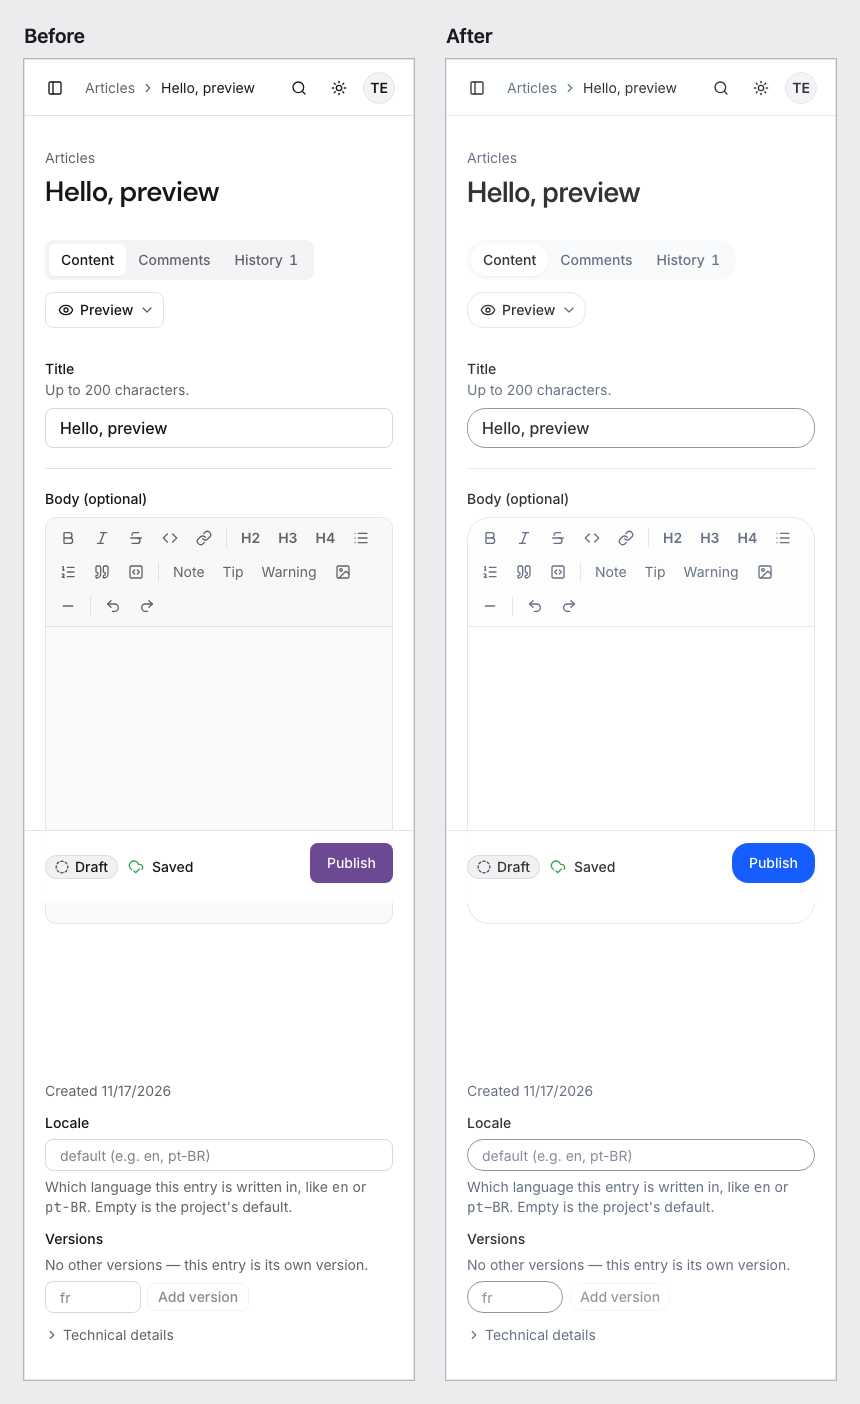 Before
Articles > Hello, preview
TE
Articles
Hello, preview
Content Comments History 1
Preview
Title
Up to 200 characters.
Hello, preview
Body (optional)
H2 H3 H4
Note Tip Warning
Draft Saved Publish
Created 11/17/2026
Locale
default (e.g. en, pt-BR)
Which language this entry is written in, like en or
pt-BR. Empty is the project's default.
Versions
No other versions — this entry is its own version.
fr Add version
Technical details
After
Articles > Hello, preview
TE
Articles
Hello, preview
Content Comments History 1
Preview
Title
Up to 200 characters.
Hello, preview
Body (optional)
H2 H3 H4
Note Tip Warning
Draft Saved Publish
Created 11/17/2026
Locale
default (e.g. en, pt-BR)
Which language this entry is written in, like en or
pt-BR. Empty is the project's default.
Versions
No other versions — this entry is its own version.
fr Add version
Technical details